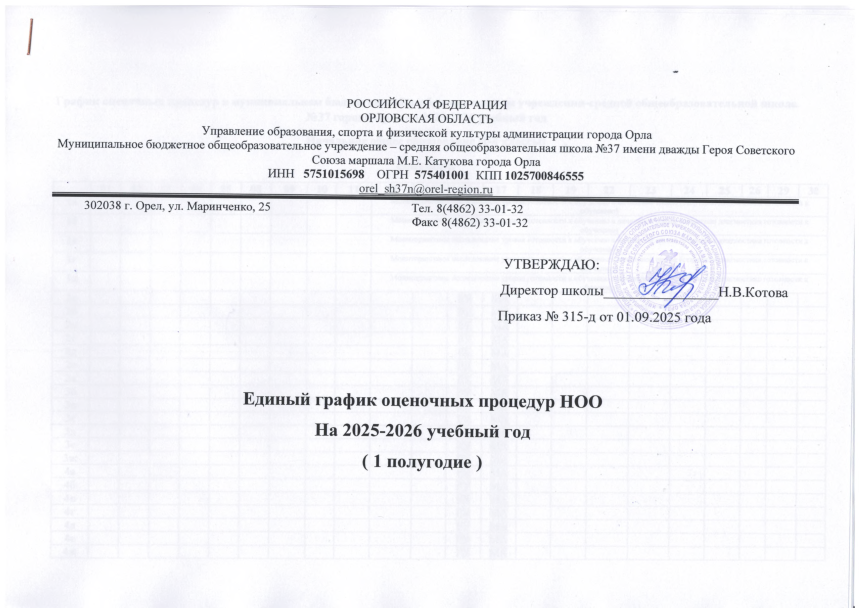 РОССИЙСКАЯ ФЕДЕРАЦИЯ
ОРЛОВСКАЯ ОБЛАСТЬ
Управление образования, спорта и физической культуры администрации города Орла
Муниципальное бюджетное общеобразовательное учреждение – средняя общеобразовательная школа №37 имени дважды Героя Советского
Союза маршала М.Е. Катукова города Орла
ИНН 5751015698 ОГРН 575401001 КПП 1025700846555
orel_sh37n@orel-region.ru
302038 г. Орел, ул. Маринченко, 25 Тел. 8(4862) 33-01-32
Факс 8(4862) 33-01-32
УТВЕРЖДАЮ:
Директор школы________________Н.В.Котова
Приказ № 315-д от 01.09.2025 года
Единый график оценочных процедур НОО
На 2025-2026 учебный год
( 1 полугодие )